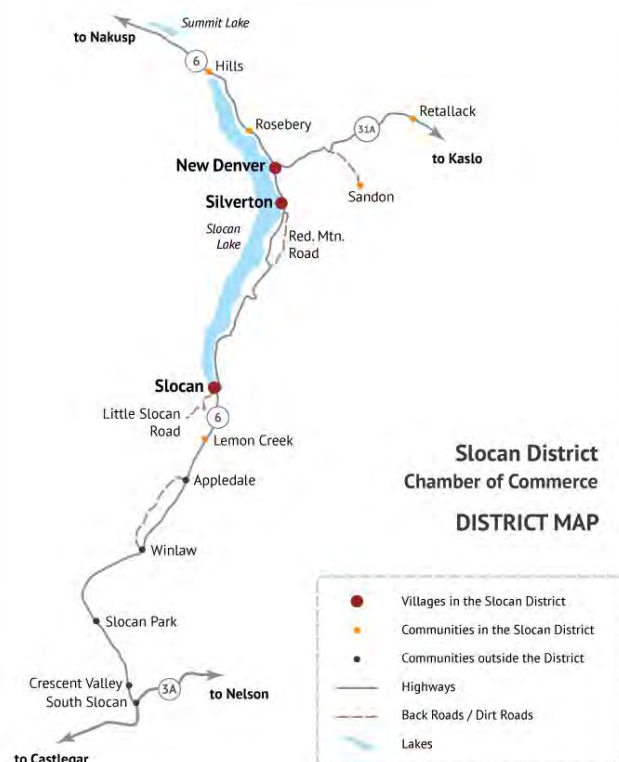 Summit Lake
to Nakusp
6
Hills
Retallack
31A
Rosebery
to Kaslo
New Denver
Sandon
Silverton
Slocan
Lake
Red. Mtn.
Road
Slocan
Little Slocan
Road
6
Lemon Creek
Appledale
Winlaw
Slocan Park
Crescent Valley
South Slocan
3A
to Nelson
to Castlegar
Slocan District
Chamber of Commerce
DISTRICT MAP
Villages in the Slocan District
Communities in the Slocan District
Communities outside the District
Highways
Back Roads / Dirt Roads
Lakes